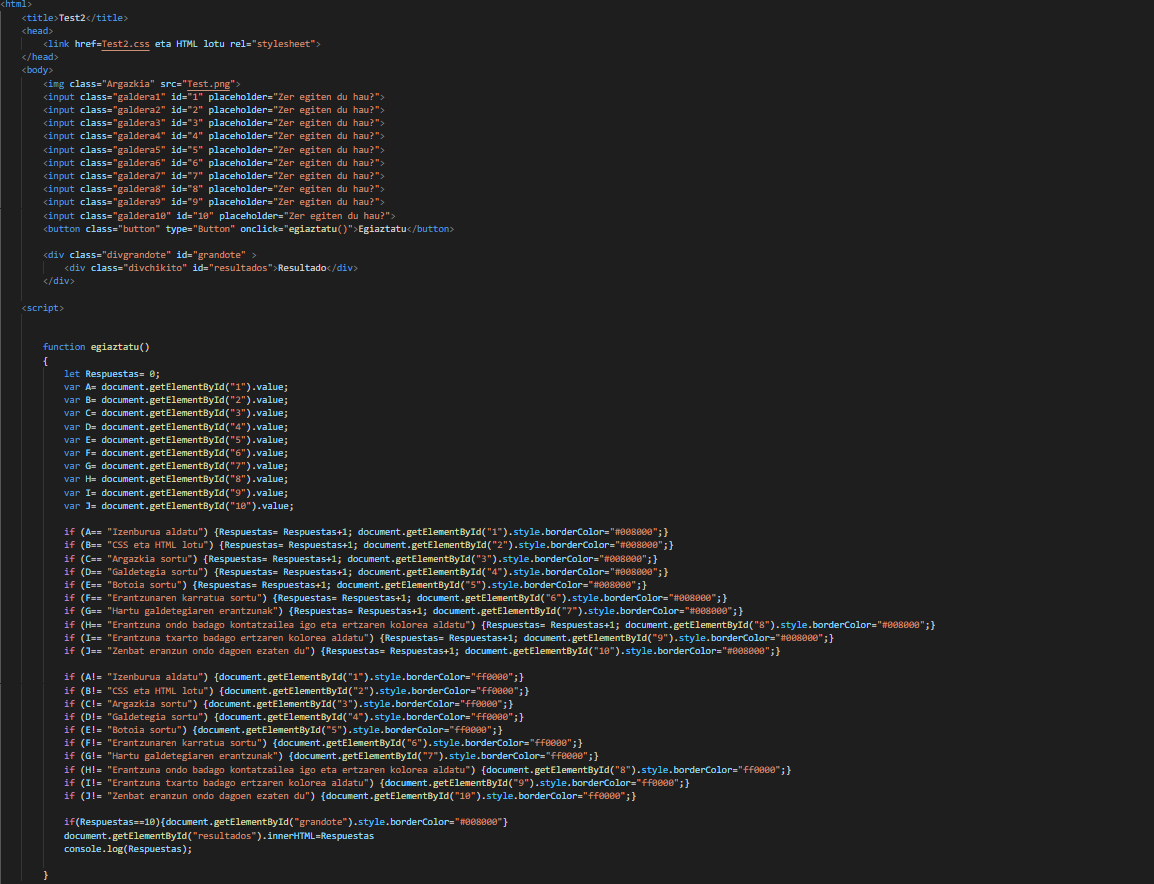 <html>
<title>Test2</title>
<head>
<link href=Test2.css eta HTML lotu rel="stylesheet">
</head>
<body>
<img class="Argazkia" src="Test.png">
<input class="galdera1" id="1" placeholder="Zer egiten du hau?">
<input class="galdera2" id="2" placeholder="Zer egiten du hau?">
<input class="galdera3" id="3" placeholder="Zer egiten du hau?">
<input class="galdera4" id="4" placeholder="Zer egiten du hau?">
<input class="galdera5" id="5" placeholder="Zer egiten du hau?">
<input class="galdera6" id="6" placeholder="Zer egiten du hau?">
<input class="galdera7" id="7" placeholder="Zer egiten du hau?">
<input class="galdera8" id="8" placeholder="Zer egiten du hau?">
<input class="galdera9" id="9" placeholder="Zer egiten du hau?">
<input class="galdera10" id="10" placeholder="Zer egiten du hau?">
<button class="button" type="Button" onclick="egiaztatu()">Egiaztatu</button>
<div class="divgrandote" id="grandote" >
<div class="divchikito" id="resultados">Resultado</div>
</div>
<script>
function egiaztatu()
{
let Respuestas= 0;
var A= document.getElementById("1").value;
var B= document.getElementById("2").value;
var C= document.getElementById("3").value;
var D= document.getElementById("4").value;
var E= document.getElementById("5").value;
var F= document.getElementById("6").value;
var G= document.getElementById("7").value;
var H= document.getElementById("8").value;
var I= document.getElementById("9").value;
var J= document.getElementById("10").value;
if (A== "Izenburua aldatu") {Respuestas= Respuestas+1; document.getElementById("1").style.borderColor="#008000";}
if (B== "CSS eta HTML lotu") {Respuestas= Respuestas+1; document.getElementById("2").style.borderColor="#008000";}
if (C== "Argazkia sortu") {Respuestas= Respuestas+1; document.getElementById("3").style.borderColor="#008000";}
if (D== "Galdetegia sortu") {Respuestas= Respuestas+1; document.getElementById("4").style.borderColor="#008000";}
if (E== "Botoia sortu") {Respuestas= Respuestas+1; document.getElementById("5").style.borderColor="#008000";}
if (F== "Erantzunaren karratua sortu") {Respuestas= Respuestas+1; document.getElementById("6").style.borderColor="#008000";}
if (G== "Hartu galdetegiaren erantzunak") {Respuestas= Respuestas+1; document.getElementById("7").style.borderColor="#008000";}
if (H== "Erantzuna ondo badago kontatzailea igo eta ertzaren kolorea aldatu") {Respuestas= Respuestas+1; document.getElementById("8").style.borderColor="#008000";}
if (I== "Erantzuna txarto badago ertzaren kolorea aldatu") {Respuestas= Respuestas+1; document.getElementById("9").style.borderColor="#008000";}
if (J== "Zenbat eranzun ondo dagoen ezaten du") {Respuestas= Respuestas+1; document.getElementById("10").style.borderColor="#008000";}
if (A!= "Izenburua aldatu") {document.getElementById("1").style.borderColor="ff0000";}
if (B!= "CSS eta HTML lotu") {document.getElementById("2").style.borderColor="ff0000";}
if (C!= "Argazkia sortu") {document.getElementById("3").style.borderColor="ff0000";}
if (D!= "Galdetegia sortu") {document.getElementById("4").style.borderColor="ff0000";}
if (E!= "Botoia sortu") {document.getElementById("5").style.borderColor="ff0000";}
if (F!= "Erantzunaren karratua sortu") {document.getElementById("6").style.borderColor="ff0000";}
if (G!= "Hartu galdetegiaren erantzunak") {document.getElementById("7").style.borderColor="ff0000";}
if (H!= "Erantzuna ondo badago kontatzailea igo eta ertzaren kolorea aldatu") {document.getElementById("8").style.borderColor="ff0000";}
if (I!= "Erantzuna txarto badago ertzaren kolorea aldatu") {document.getElementById("9").style.borderColor="ff0000";}
if (J!= "Zenbat eranzun ondo dagoen ezaten du") {document.getElementById("10").style.borderColor="ff0000";}
if(Respuestas==10){document.getElementById("grandote").style.borderColor="#008000"}
document.getElementById("resultados").innerHTML=Respuestas
console.log(Respuestas);
}